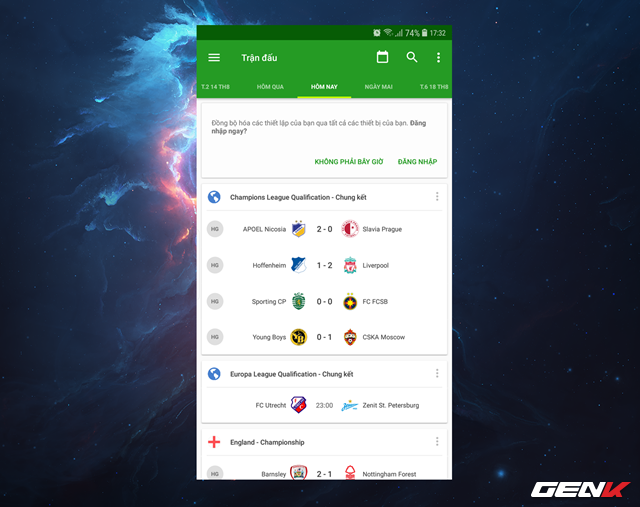 74% 17:32
Trận đấu
T.2 14 TH8 HÔM QUA HÔM NAY NGÀY MAI T.6 18 TH8
Đồng bộ hóa các thiết lập của bạn qua tất cả các thiết bị của bạn. Đăng
nhập ngay?
KHÔNG PHẢI BÂY GIỜ ĐĂNG NHẬP
Champions League Qualification - Chung kết
HG APOEL Nicosia 2 - 0 Slavia Prague
HG Hoffenheim 1 - 2 Liverpool
HG Sporting CP 0 - 0 FC FCSB
HG Young Boys 0 - 1 CSKA Moscow
Europa League Qualification - Chung kết
FC Utrecht 23:00 Zenit St. Petersburg
England - Championship
HG Barnsley 2 - 1 Nottingham Forest
GENK